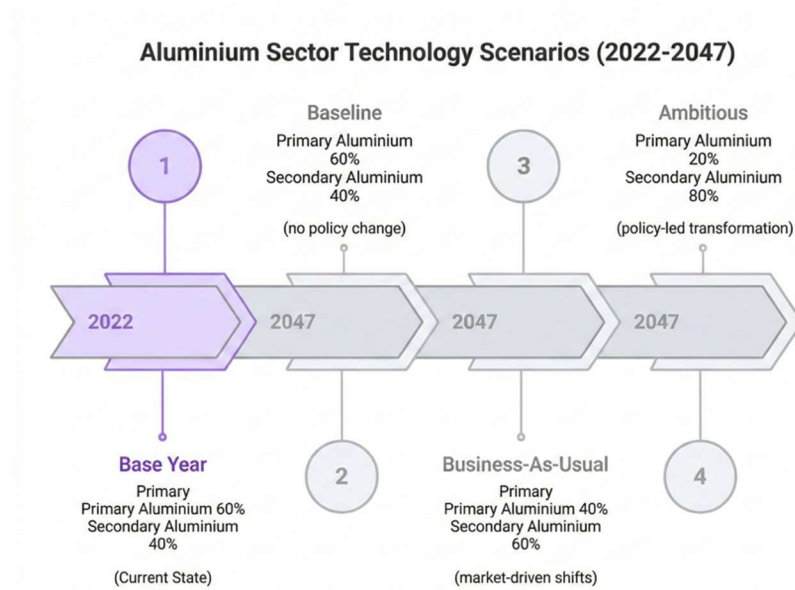 Aluminium Sector Technology Scenarios (2022-2047)
1
Baseline
Primary Aluminium
60%
Secondary Aluminium
40%
(no policy change)
3
Ambitious
Primary Aluminium
20%
Secondary Aluminium
80%
(policy-led transformation)
2022
2047
2047
2047
Base Year
Primary
Primary Aluminium 60%
Secondary Aluminium
40%
(Current State)
2
Business-As-Usual
Primary
Primary Aluminium 40%
Secondary Aluminium
60%
(market-driven shifts)
4